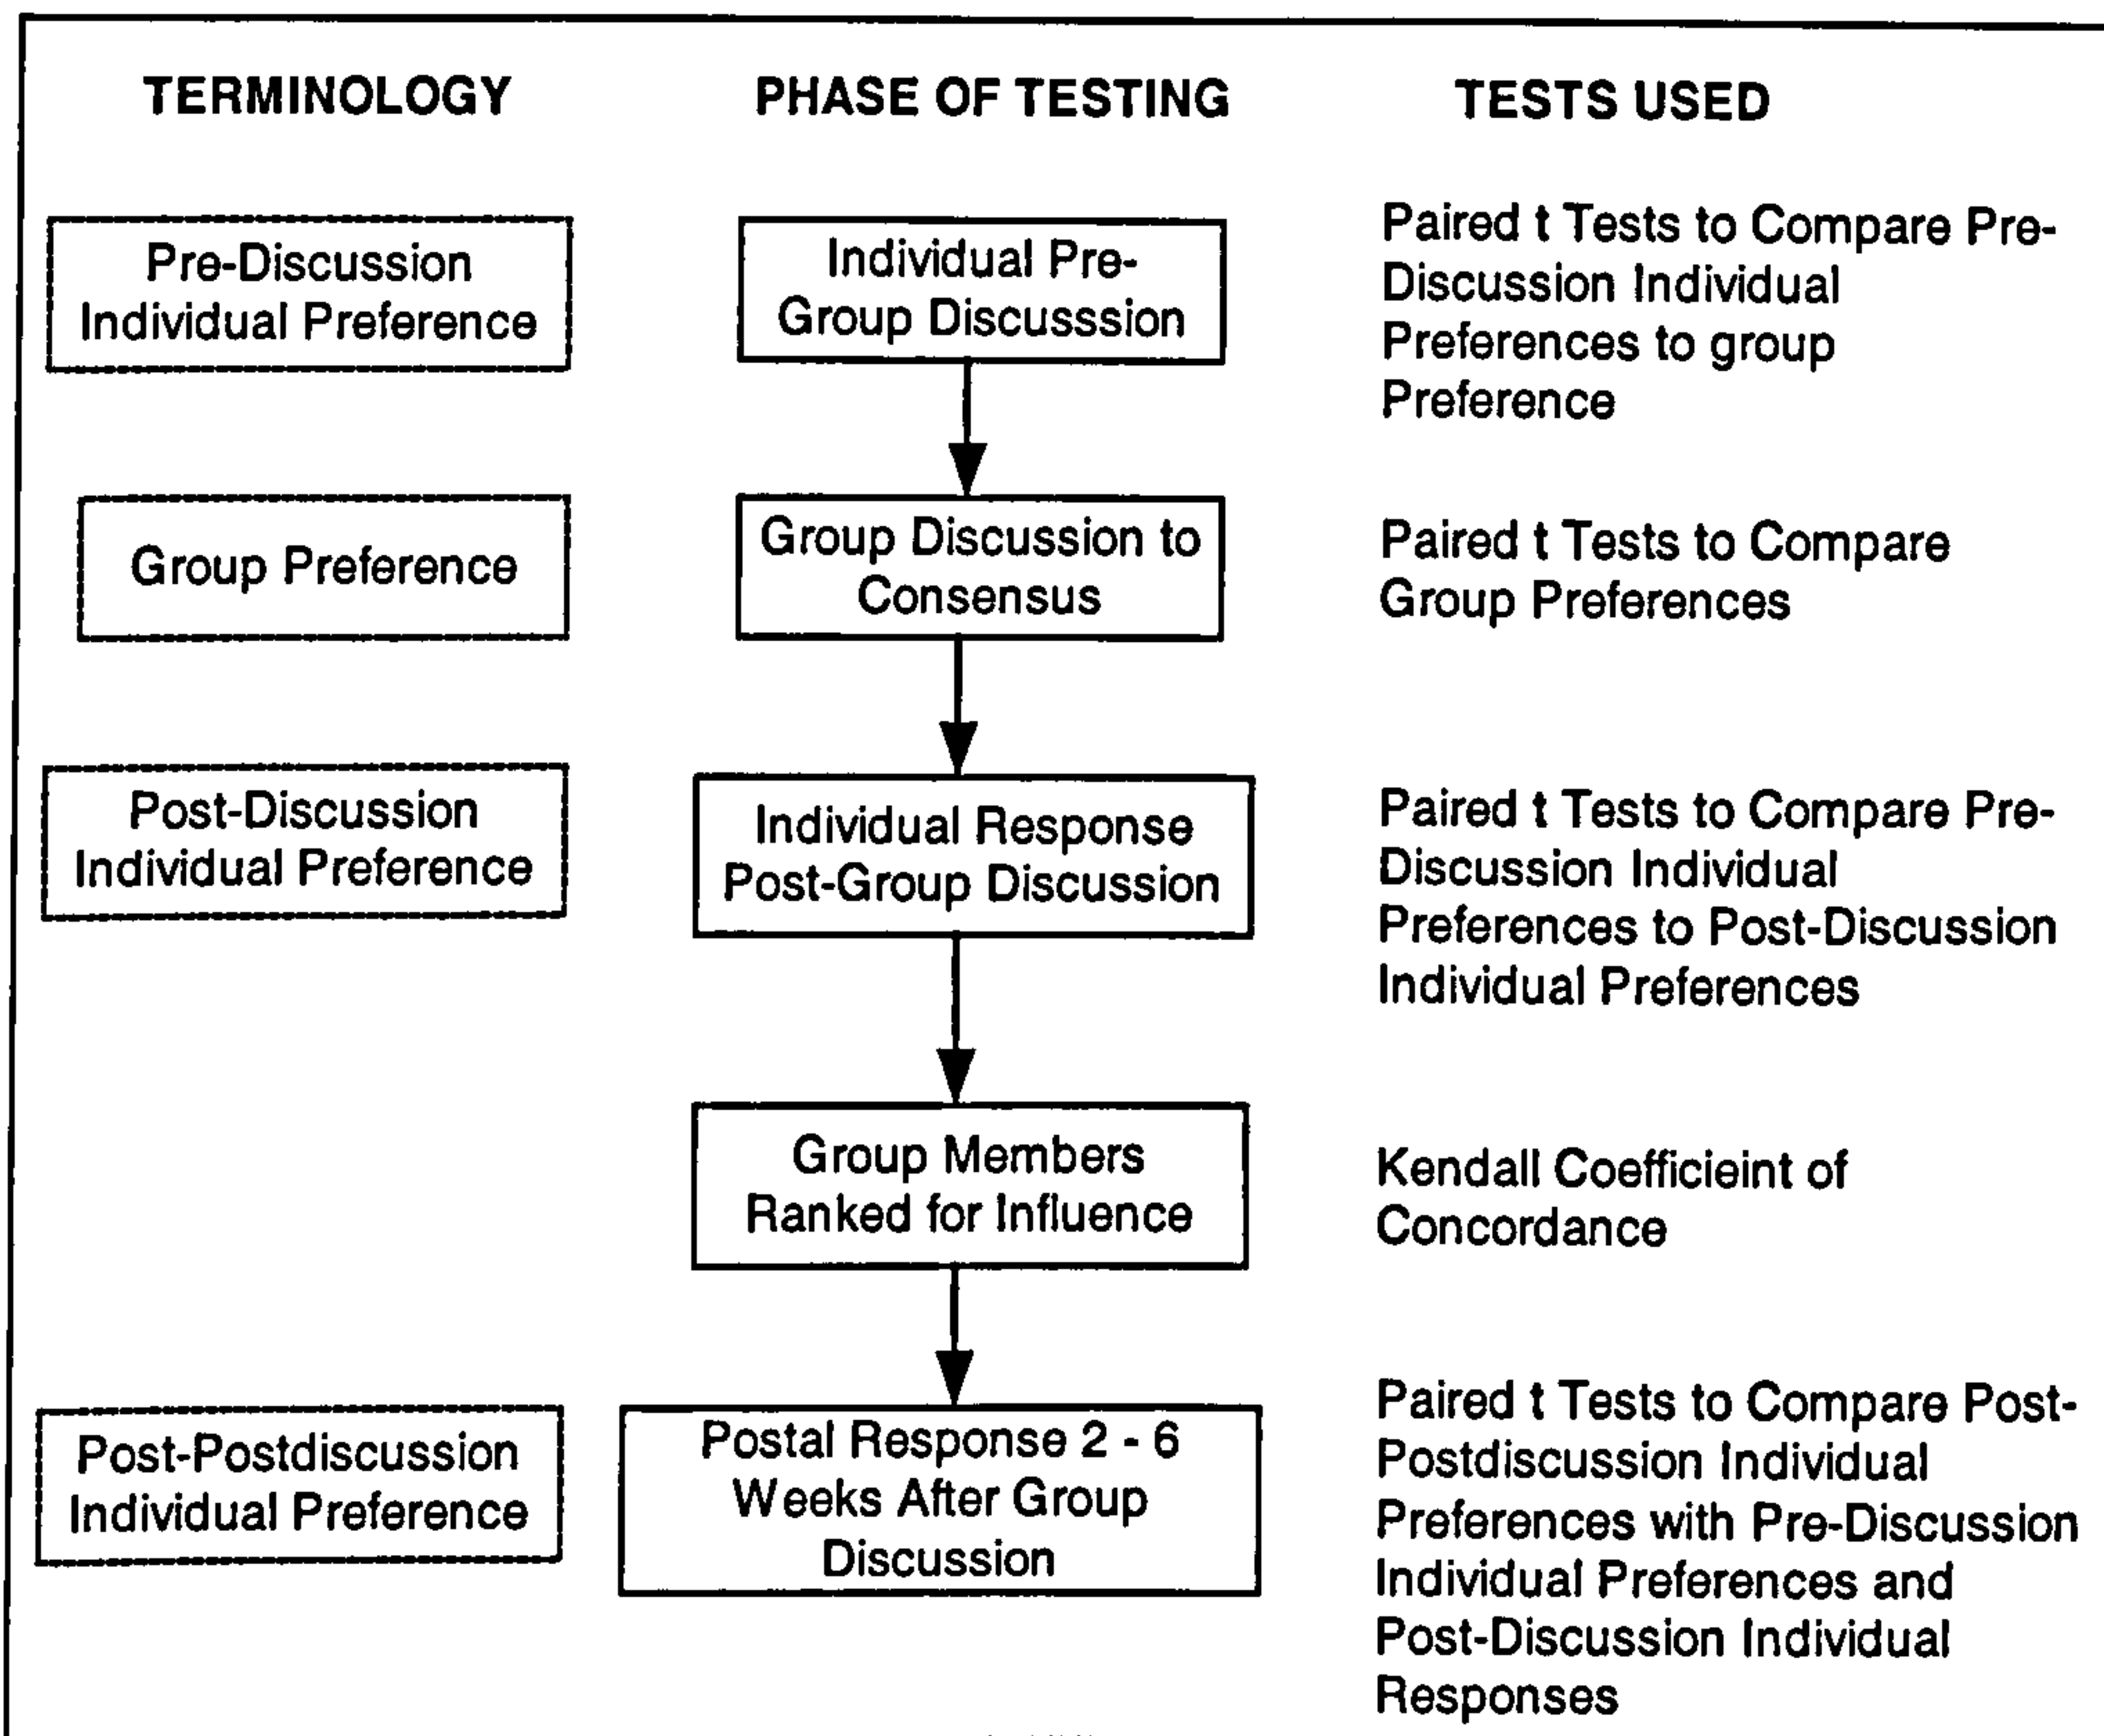 TERMINOLOGY
PHASE OF TESTING
TESTS USED
Pre-Discussion
Individual Preference
Individual Pre-
Group Discusssion
Paired t Tests to Compare Pre-
Discussion Individual
Preferences to group
Preference
Group Preference
Group Discussion to
Consensus
Paired t Tests to Compare
Group Preferences
Post-Discussion
Individual Preference
Individual Response
Post-Group Discussion
Paired t Tests to Compare Pre-
Discussion Individual
Preferences to Post-Discussion
Individual Preferences
Group Members
Ranked for Influence
Kendall Coefficieint of
Concordance
Post-Postdiscussion
Individual Preference
Postal Response 2 - 6
Weeks After Group
Discussion
Paired t Tests to Compare Post-
Postdiscussion Individual
Preferences with Pre-Discussion
Individual Preferences and
Post-Discussion Individual
Responses